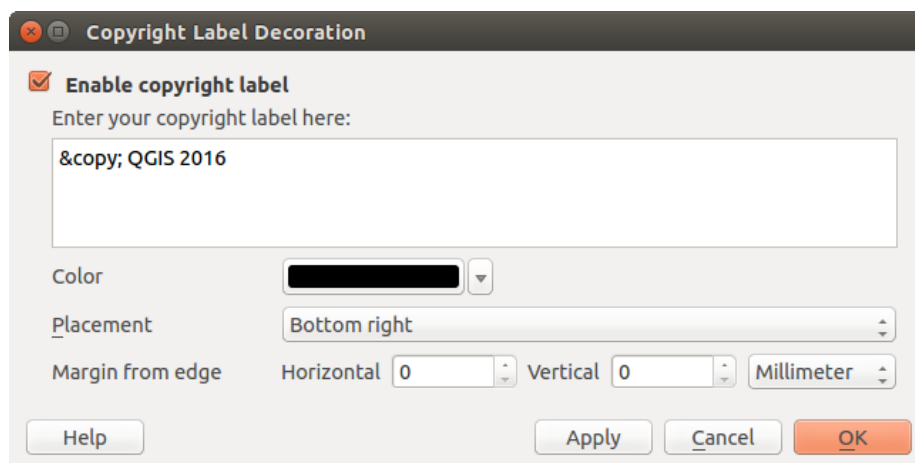 Copyright Label Decoration
Enable copyright label
Enter your copyright label here:
&copy; QGIS 2016
Color
Placement
Bottom right
Margin from edge Horizontal 0 Vertical 0 Millimeter
Help Apply Cancel OK